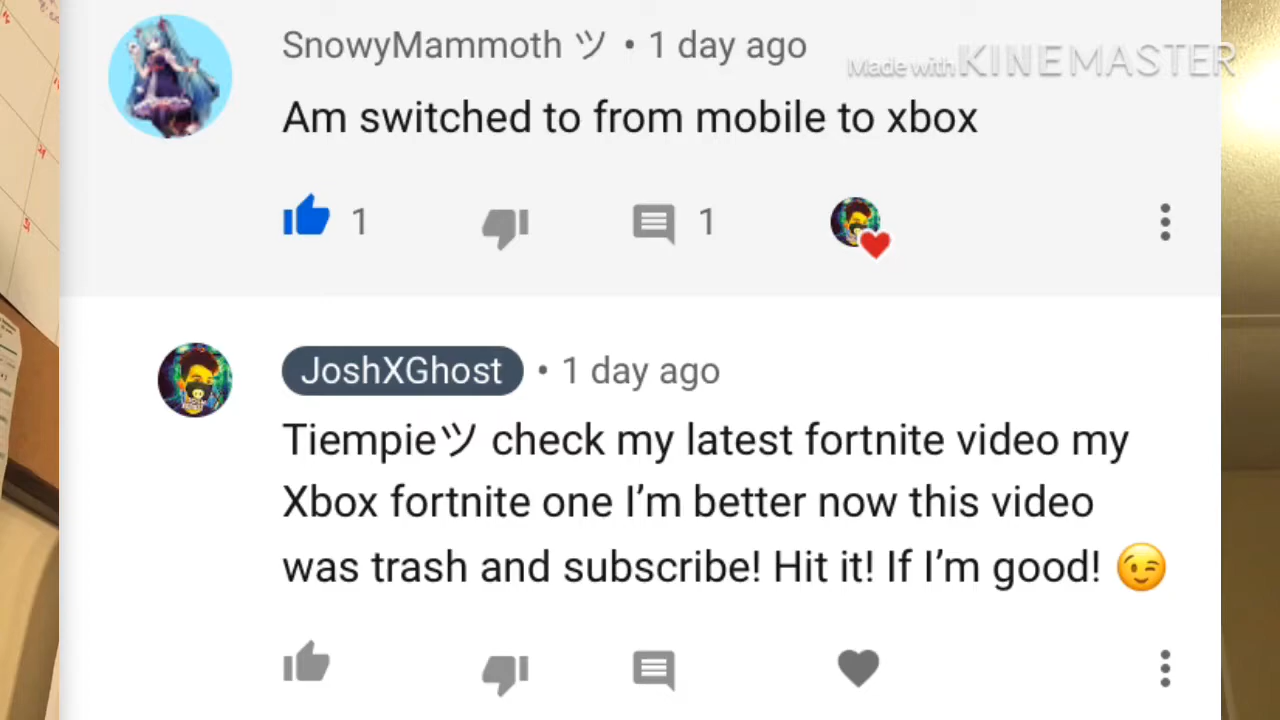 SnowyMammoth ツ • 1 day ago
Made with KINEMASTER
Am switched to from mobile to xbox
1 1
JoshXGhost • 1 day ago
Tiempieツ check my latest fortnite video my
Xbox fortnite one I’m better now this video
was trash and subscribe! Hit it! If I’m good! 😉